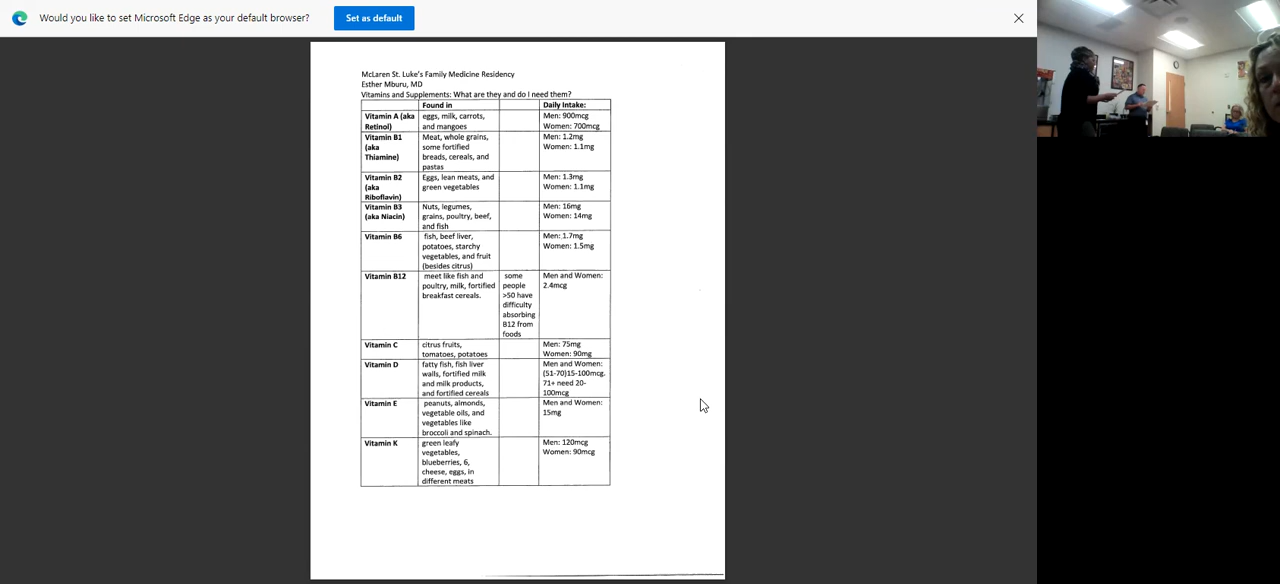 Would you like to set Microsoft Edge as your default browser?
Set as default
McLaren St. Luke's Family Medicine Residency
Esther Mburu, MD
Vitamins and Supplements: What are they and do I need them?
Found in
Daily Intake:
Vitamin A (aka
Retinol)
eggs, milk, carrots,
and mangoes
Men: 900mcg
Women: 700mcg
Vitamin B1
(aka
Thiamine)
Meat, whole grains,
some fortified
breads, cereals, and
pastas
Men: 1.2mg
Women: 1.1mg
Vitamin B2
(aka
Riboflavin)
Eggs, lean meats, and
green vegetables
Men: 1.3mg
Women: 1.1mg
Vitamin B3
(aka Niacin)
Nuts, legumes,
grains, poultry, beef,
and fish
Men: 16mg
Women: 14mg
Vitamin B6
fish, beef liver,
potatoes, starchy
vegetables, and fruit
(besides citrus)
Men: 1.7mg
Women: 1.5mg
Vitamin B12
meet like fish and
poultry, milk, fortified
breakfast cereals.
some
people
>50 have
difficulty
absorbing
B12 from
foods
Men and Women:
2.4mcg
Vitamin C
citrus fruits,
tomatoes, potatoes
Men: 75mg
Women: 90mg
Vitamin D
fatty fish, fish liver
walls, fortified milk
and milk products,
and fortified cereals
Men and Women:
(51-70)15-100mcg.
71+ need 20-
100mcg
Vitamin E
peanuts, almonds,
vegetable oils, and
vegetables like
broccoli and spinach.
Men and Women:
15mg
Vitamin K
green leafy
vegetables,
blueberries, 6,
cheese, eggs, in
different meats
Men: 120mcg
Women: 90mcg